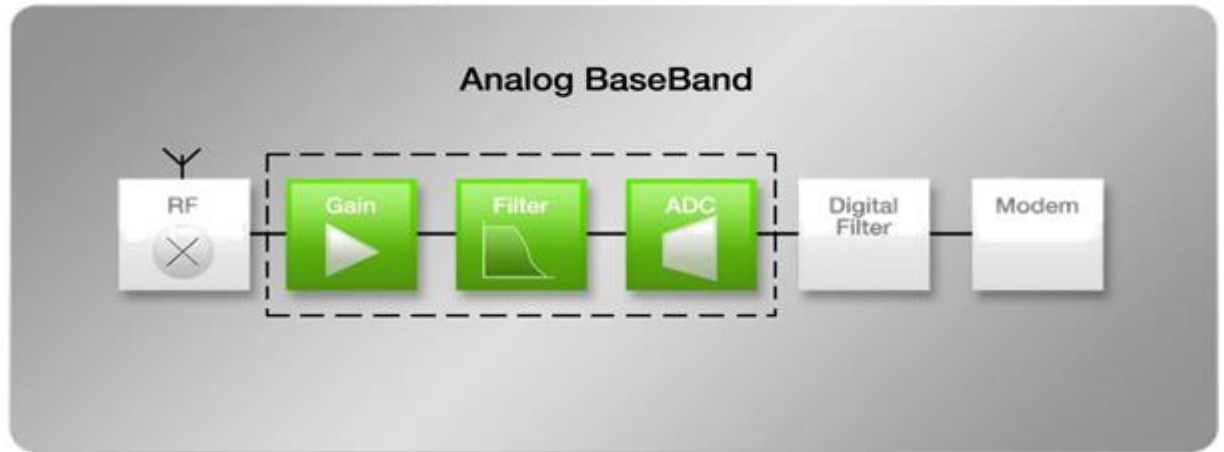 Analog BaseBand
RF
Gain
Filter
ADC
Digital
Filter
Modem